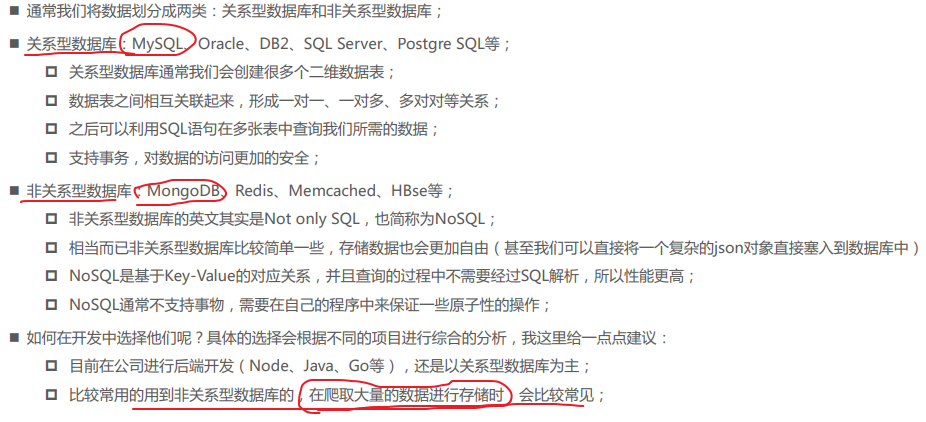 ■ 通常我们将数据划分成两类：关系型数据库和非关系型数据库；
■ 关系型数据库：MySQL、Oracle、DB2、SQL Server、Postgre SQL等；
关系型数据库通常我们会创建很多个二维数据表；
数据表之间相互关联起来，形成一对一、一对多、多对对等关系；
之后可以利用SQL语句在多张表中查询我们所需的数据；
支持事务，对数据的访问更加的安全；
■ 非关系型数据库：MongoDB、Redis、Memcached、HBse等；
非关系型数据库的英文其实是Not only SQL，也简称为NoSQL；
相当而已非关系型数据库比较简单一些，存储数据也会更加自由（甚至我们可以直接将一个复杂的json对象直接塞入到数据库中）
NoSQL是基于Key-Value的对应关系，并且查询的过程中不需要经过SQL解析，所以性能更高；
NoSQL通常不支持事物，需要在自己的程序中来保证一些原子性的操作；
■ 如何在开发中选择他们呢？具体的选择会根据不同的项目进行综合的分析，我这里给一点点建议：
目前在公司进行后端开发（Node、Java、Go等），还是以关系型数据库为主；
比较常用的用到非关系型数据库的，在爬取大量的数据进行存储时，会比较常见；